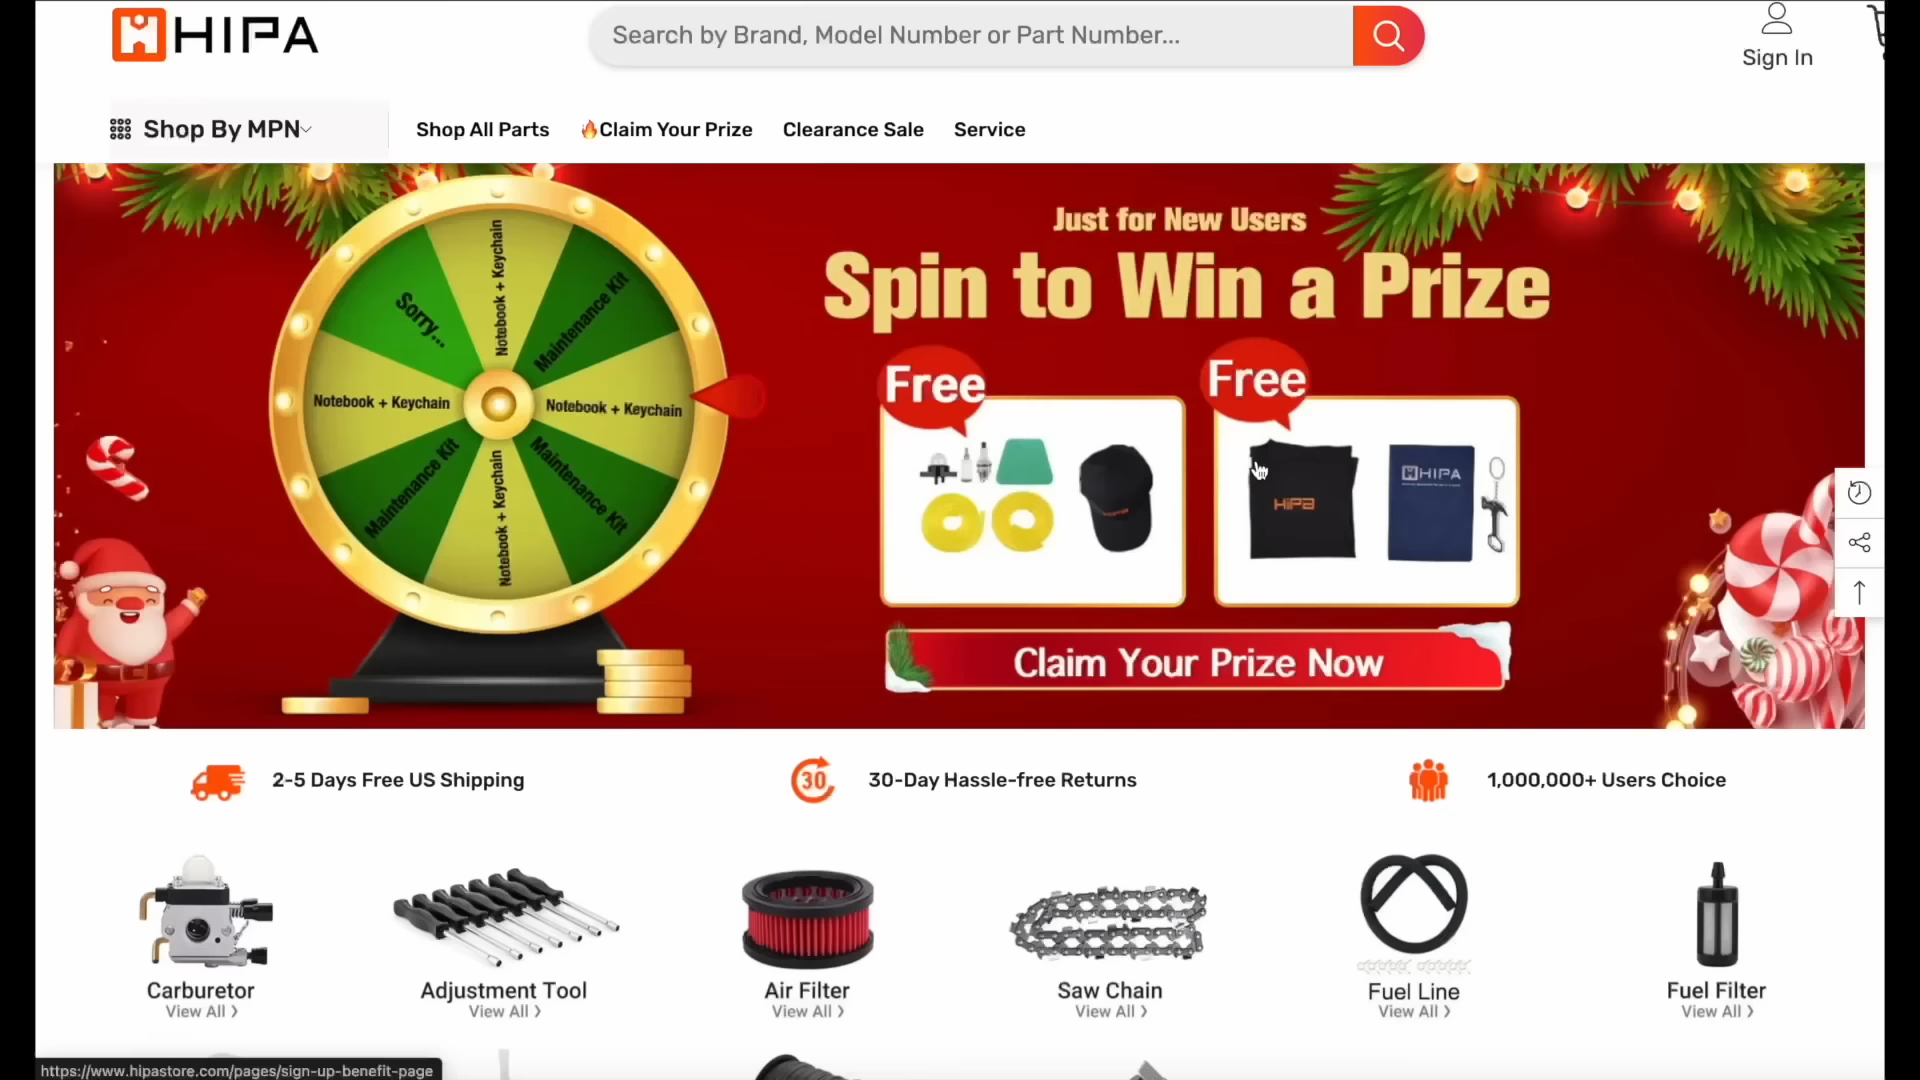 HIPA
Search by Brand, Model Number or Part Number...
Sign In
Shop By MPN
Shop All Parts
🔥Claim Your Prize
Clearance Sale
Service
Just for New Users
Spin to Win a Prize
Notebook + Keychain
Maintenance Kit
Notebook + Keychain
Maintenance Kit
Notebook + Keychain
Maintenance Kit
Notebook + Keychain
Sorry...
Free
Free
HIPA
HIPA
Claim Your Prize Now
2-5 Days Free US Shipping
30
30-Day Hassle-free Returns
1,000,000+ Users Choice
Carburetor
View All ❯
Adjustment Tool
View All ❯
Air Filter
View All ❯
Saw Chain
View All ❯
Fuel Line
View All ❯
Fuel Filter
View All ❯
https://www.hipastore.com/pages/sign-up-benefit-page